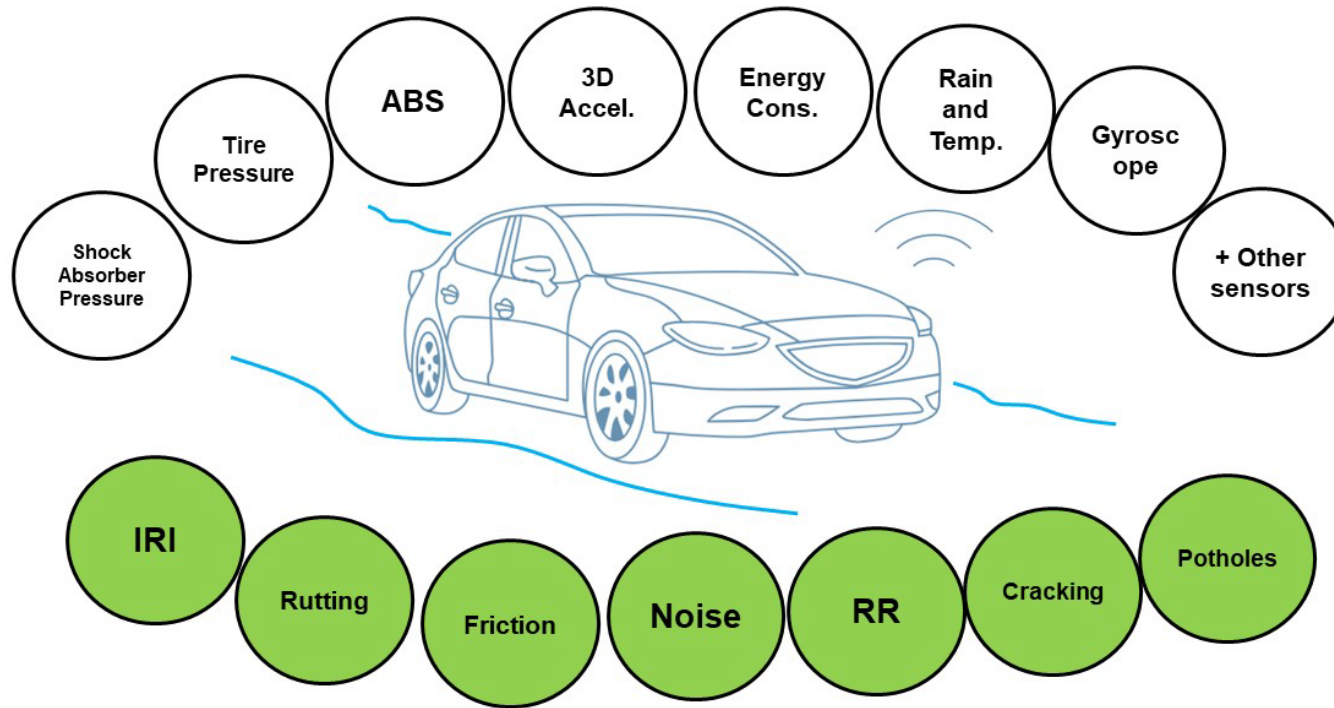 Shock
Absorber
Pressure
Tire
Pressure
ABS
3D
Accel.
Energy
Cons.
Rain
and
Temp.
Gyrosc
ope
+ Other
sensors
IRI
Rutting
Friction
Noise
RR
Cracking
Potholes